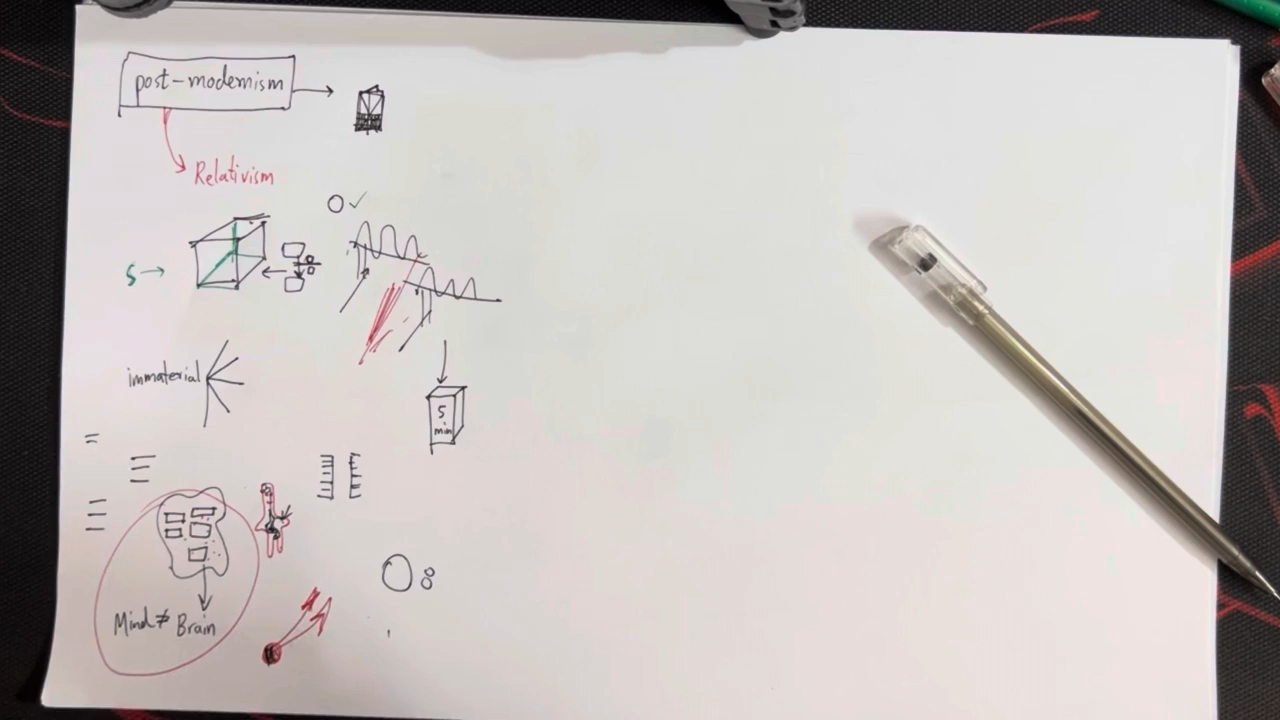 post-modernism
Relativism
S
immaterial
5
min
Mind ≠ Brain